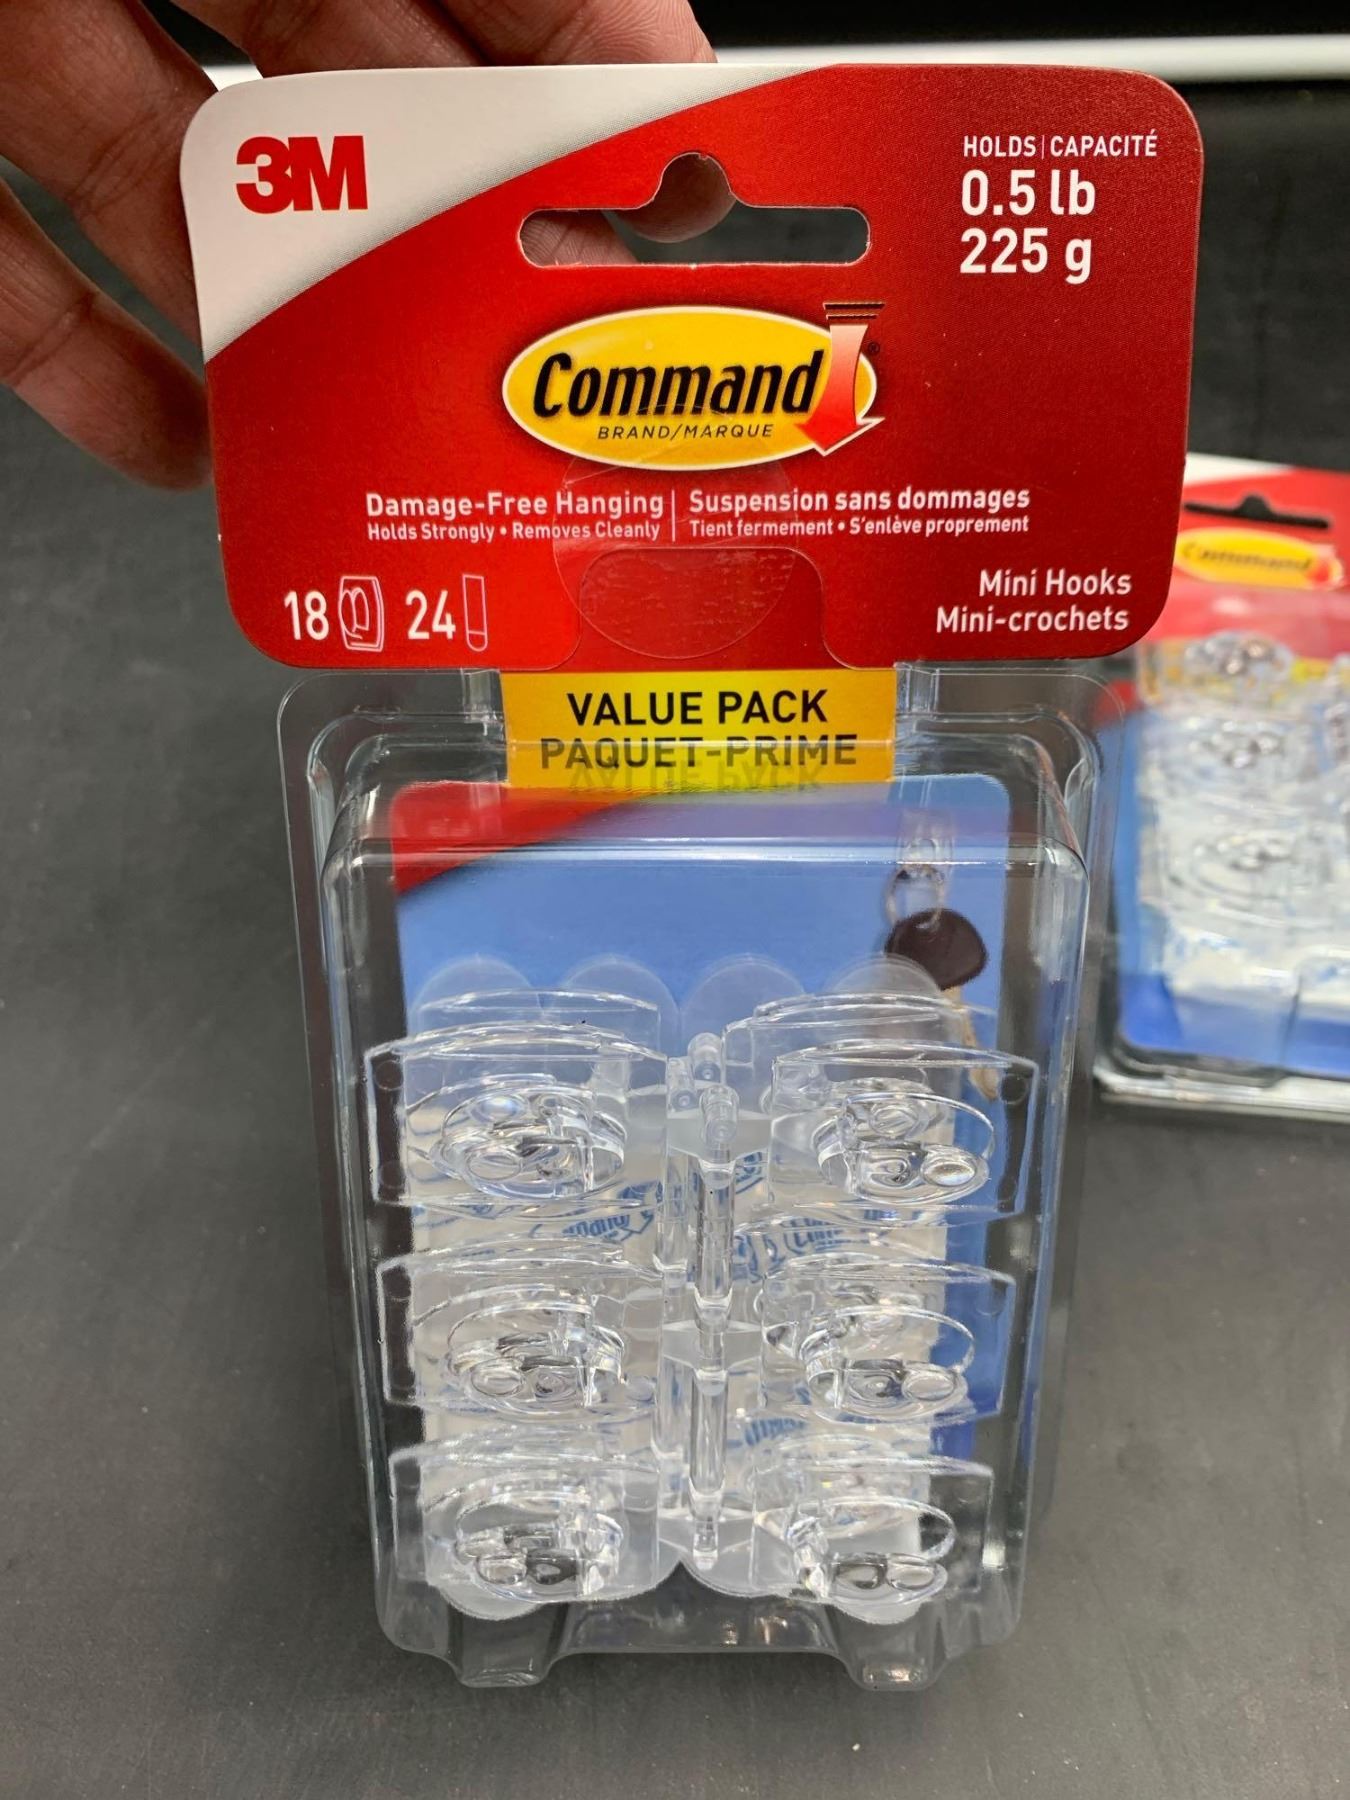 3M
HOLDS | CAPACITÉ
0.5 lb
225 g
Command
BRAND/MARQUE
Damage-Free Hanging | Suspension sans dommages
Holds Strongly • Removes Cleanly | Tient fermement • S'enlève proprement
18 24
Mini Hooks
Mini-crochets
VALUE PACK
PAQUET-PRIME
Command